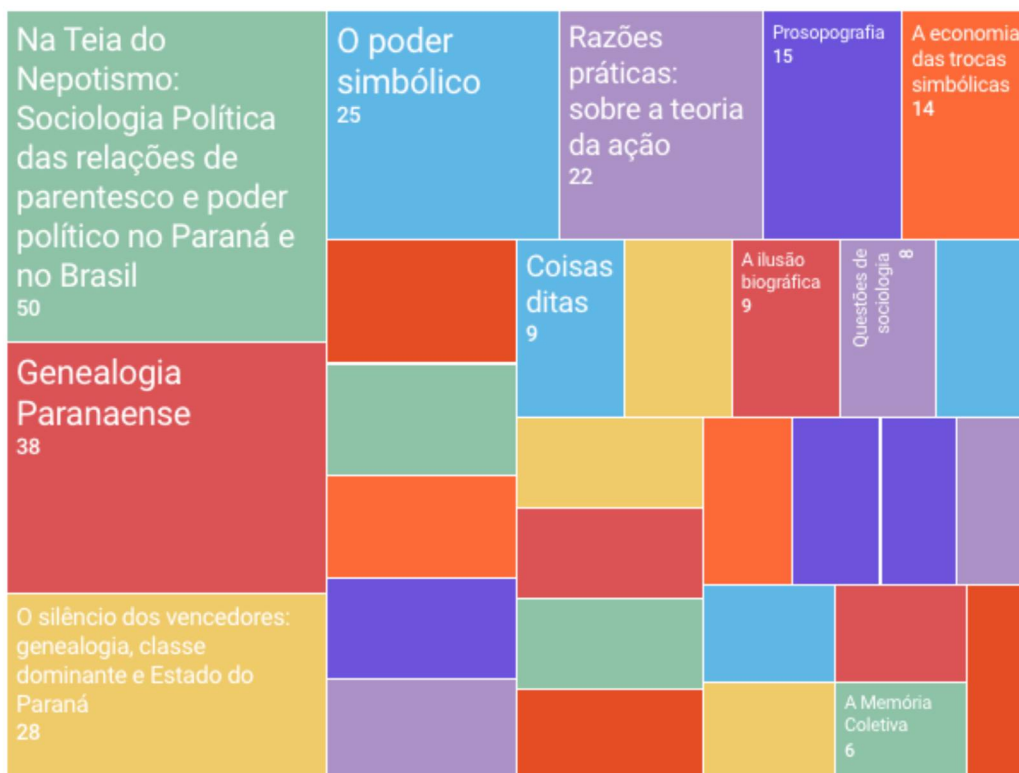 Na Teia do
Nepotismo:
Sociologia Política
das relações de
parentesco e poder
político no Paraná e
no Brasil
50
Genealogia
Paranaense
38
O silêncio dos vencedores:
genealogia, classe
dominante e Estado do
Paraná
28
O poder
simbólico
25
Razões
práticas:
sobre a teoria
da ação
22
Prosopografia
15
A economia
das trocas
simbólicas
14
Coisas
ditas
9
A ilusão
biográfica
9
Questões de
sociologia
8
A Memória
Coletiva
6